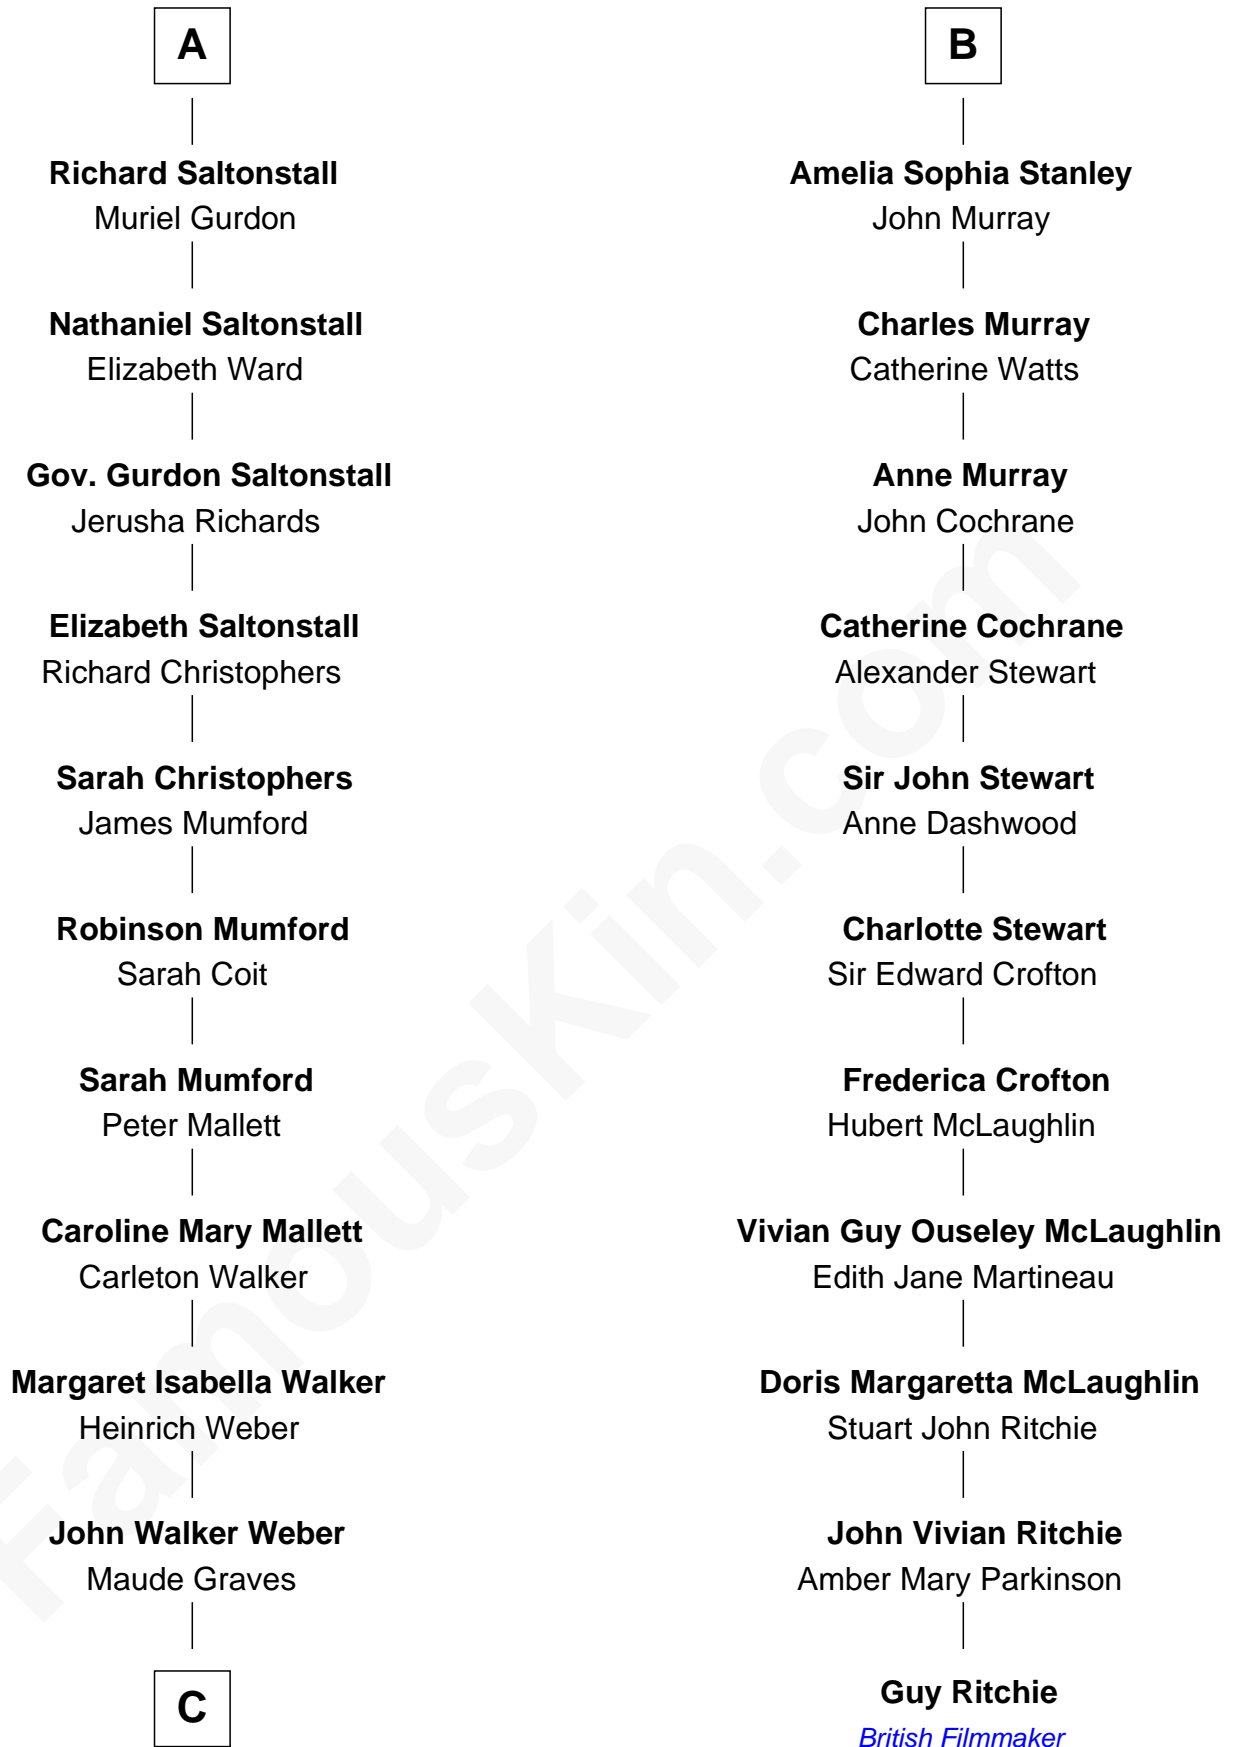 A
Richard Saltonstall
Muriel Gurdon
Nathaniel Saltonstall
Elizabeth Ward
Gov. Gurdon Saltonstall
Jerusha Richards
Elizabeth Saltonstall
Richard Christophers
Sarah Christophers
James Mumford
Robinson Mumford
Sarah Coit
Sarah Mumford
Peter Mallett
Caroline Mary Mallett
Carleton Walker
Margaret Isabella Walker
Heinrich Weber
John Walker Weber
Maude Graves
C
B
Amelia Sophia Stanley
John Murray
Charles Murray
Catherine Watts
Anne Murray
John Cochrane
Catherine Cochrane
Alexander Stewart
Sir John Stewart
Anne Dashwood
Charlotte Stewart
Sir Edward Crofton
Frederica Crofton
Hubert McLaughlin
Vivian Guy Ouseley McLaughlin
Edith Jane Martineau
Doris Margaretta McLaughlin
Stuart John Ritchie
John Vivian Ritchie
Amber Mary Parkinson
Guy Ritchie
British Filmmaker
FamousKin.com